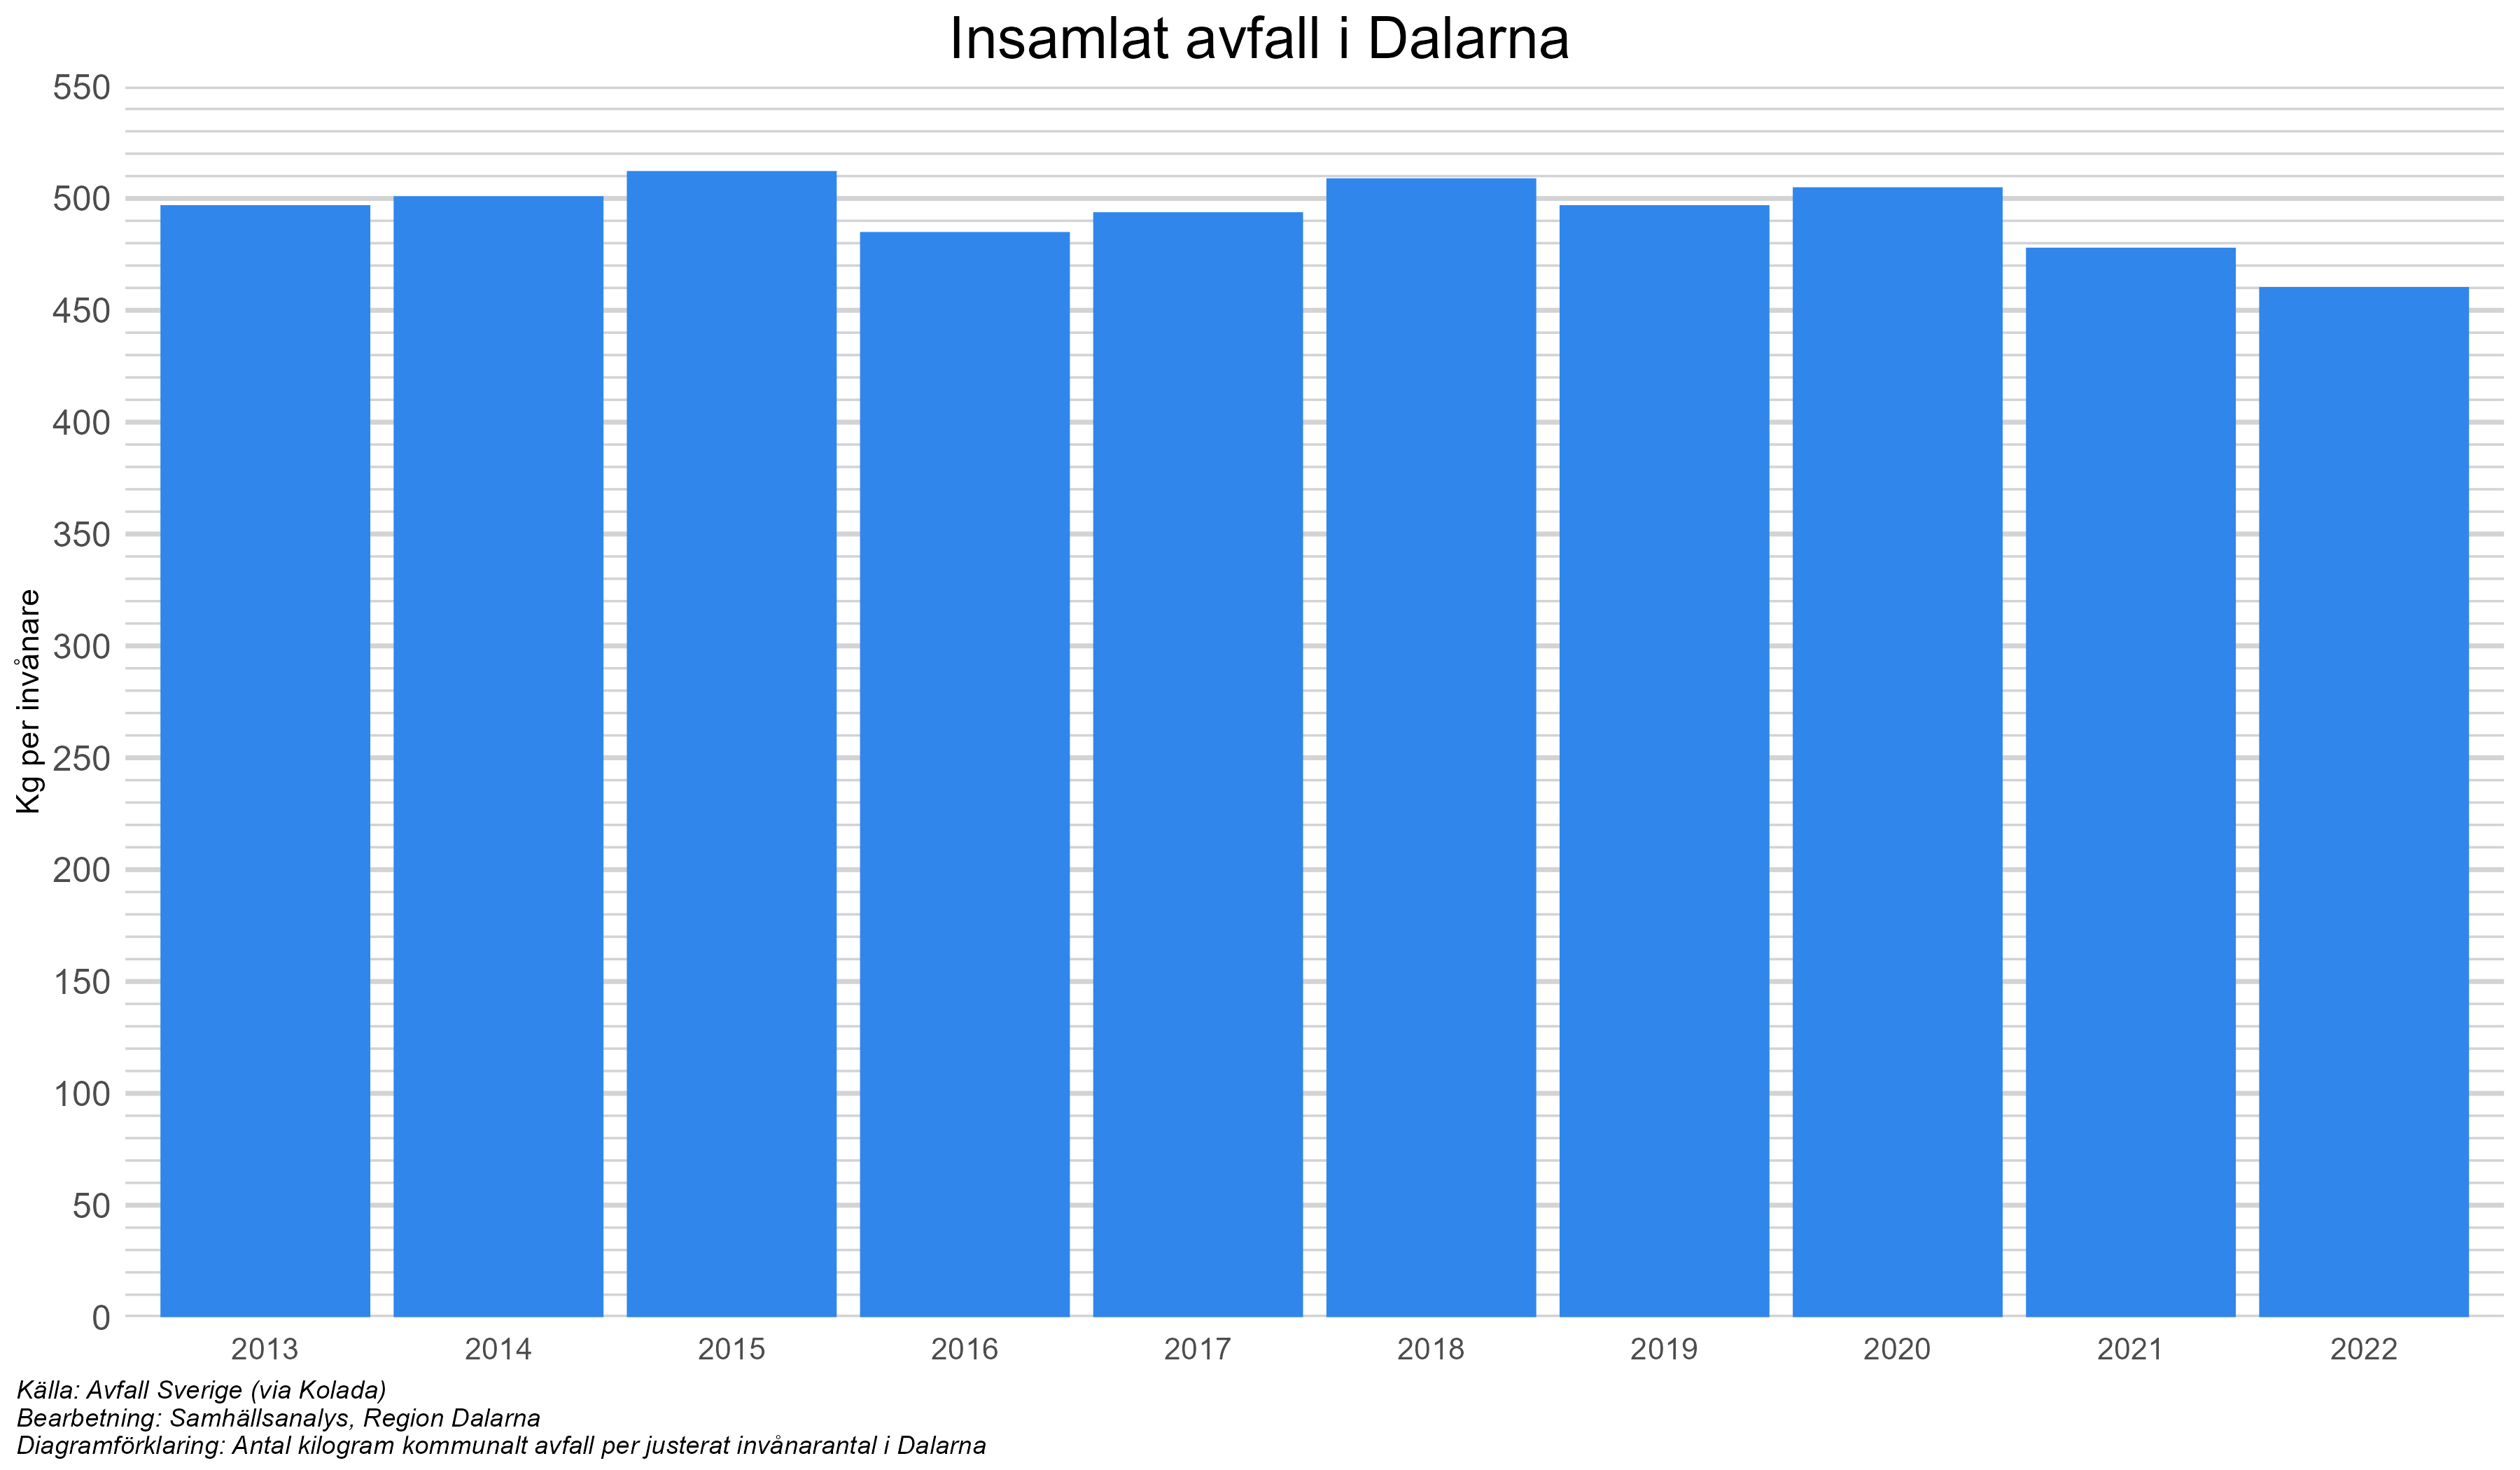 Insamlat avfall i Dalarna
Kg per invånare
550
500
450
400
350
300
250
200
150
100
50
0
2013 2014 2015 2016 2017 2018 2019 2020 2021 2022
Källa: Avfall Sverige (via Kolada)
Bearbetning: Samhällsanalys, Region Dalarna
Diagramförklaring: Antal kilogram kommunalt avfall per justerat invånarantal i Dalarna